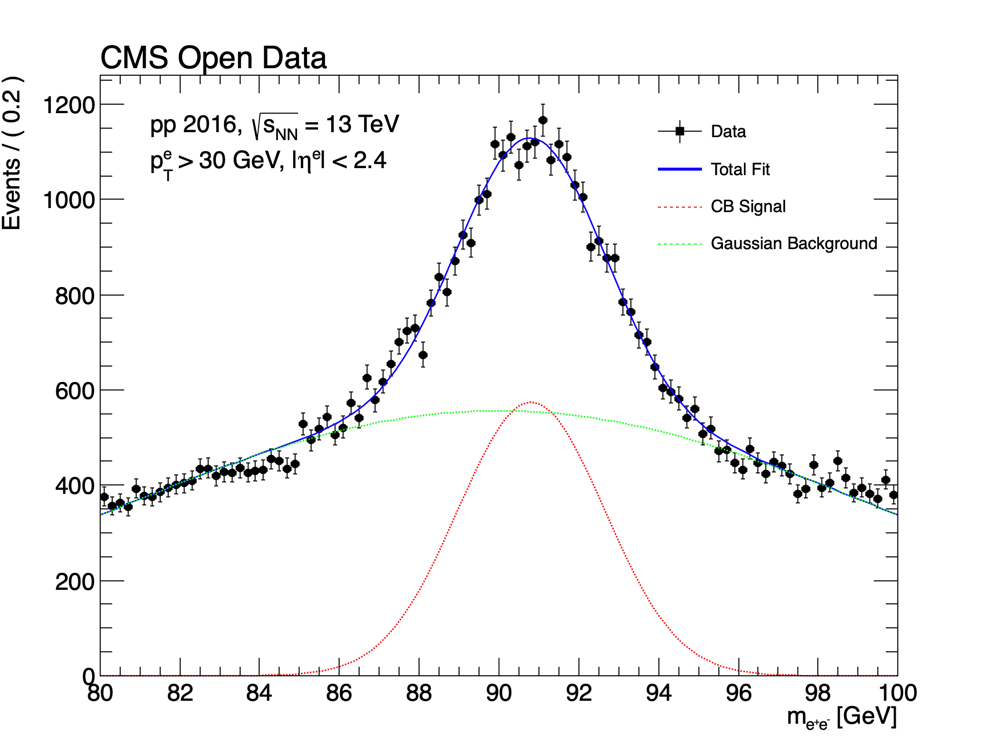 CMS Open Data
pp 2016, √s_NN = 13 TeV
p_T^e > 30 GeV, |η^e| < 2.4
Data
Total Fit
CB Signal
Gaussian Background
Events / ( 0.2 )
1200
1000
800
600
400
200
0
80 82 84 86 88 90 92 94 96 98 100
m_e⁺e⁻ [GeV]